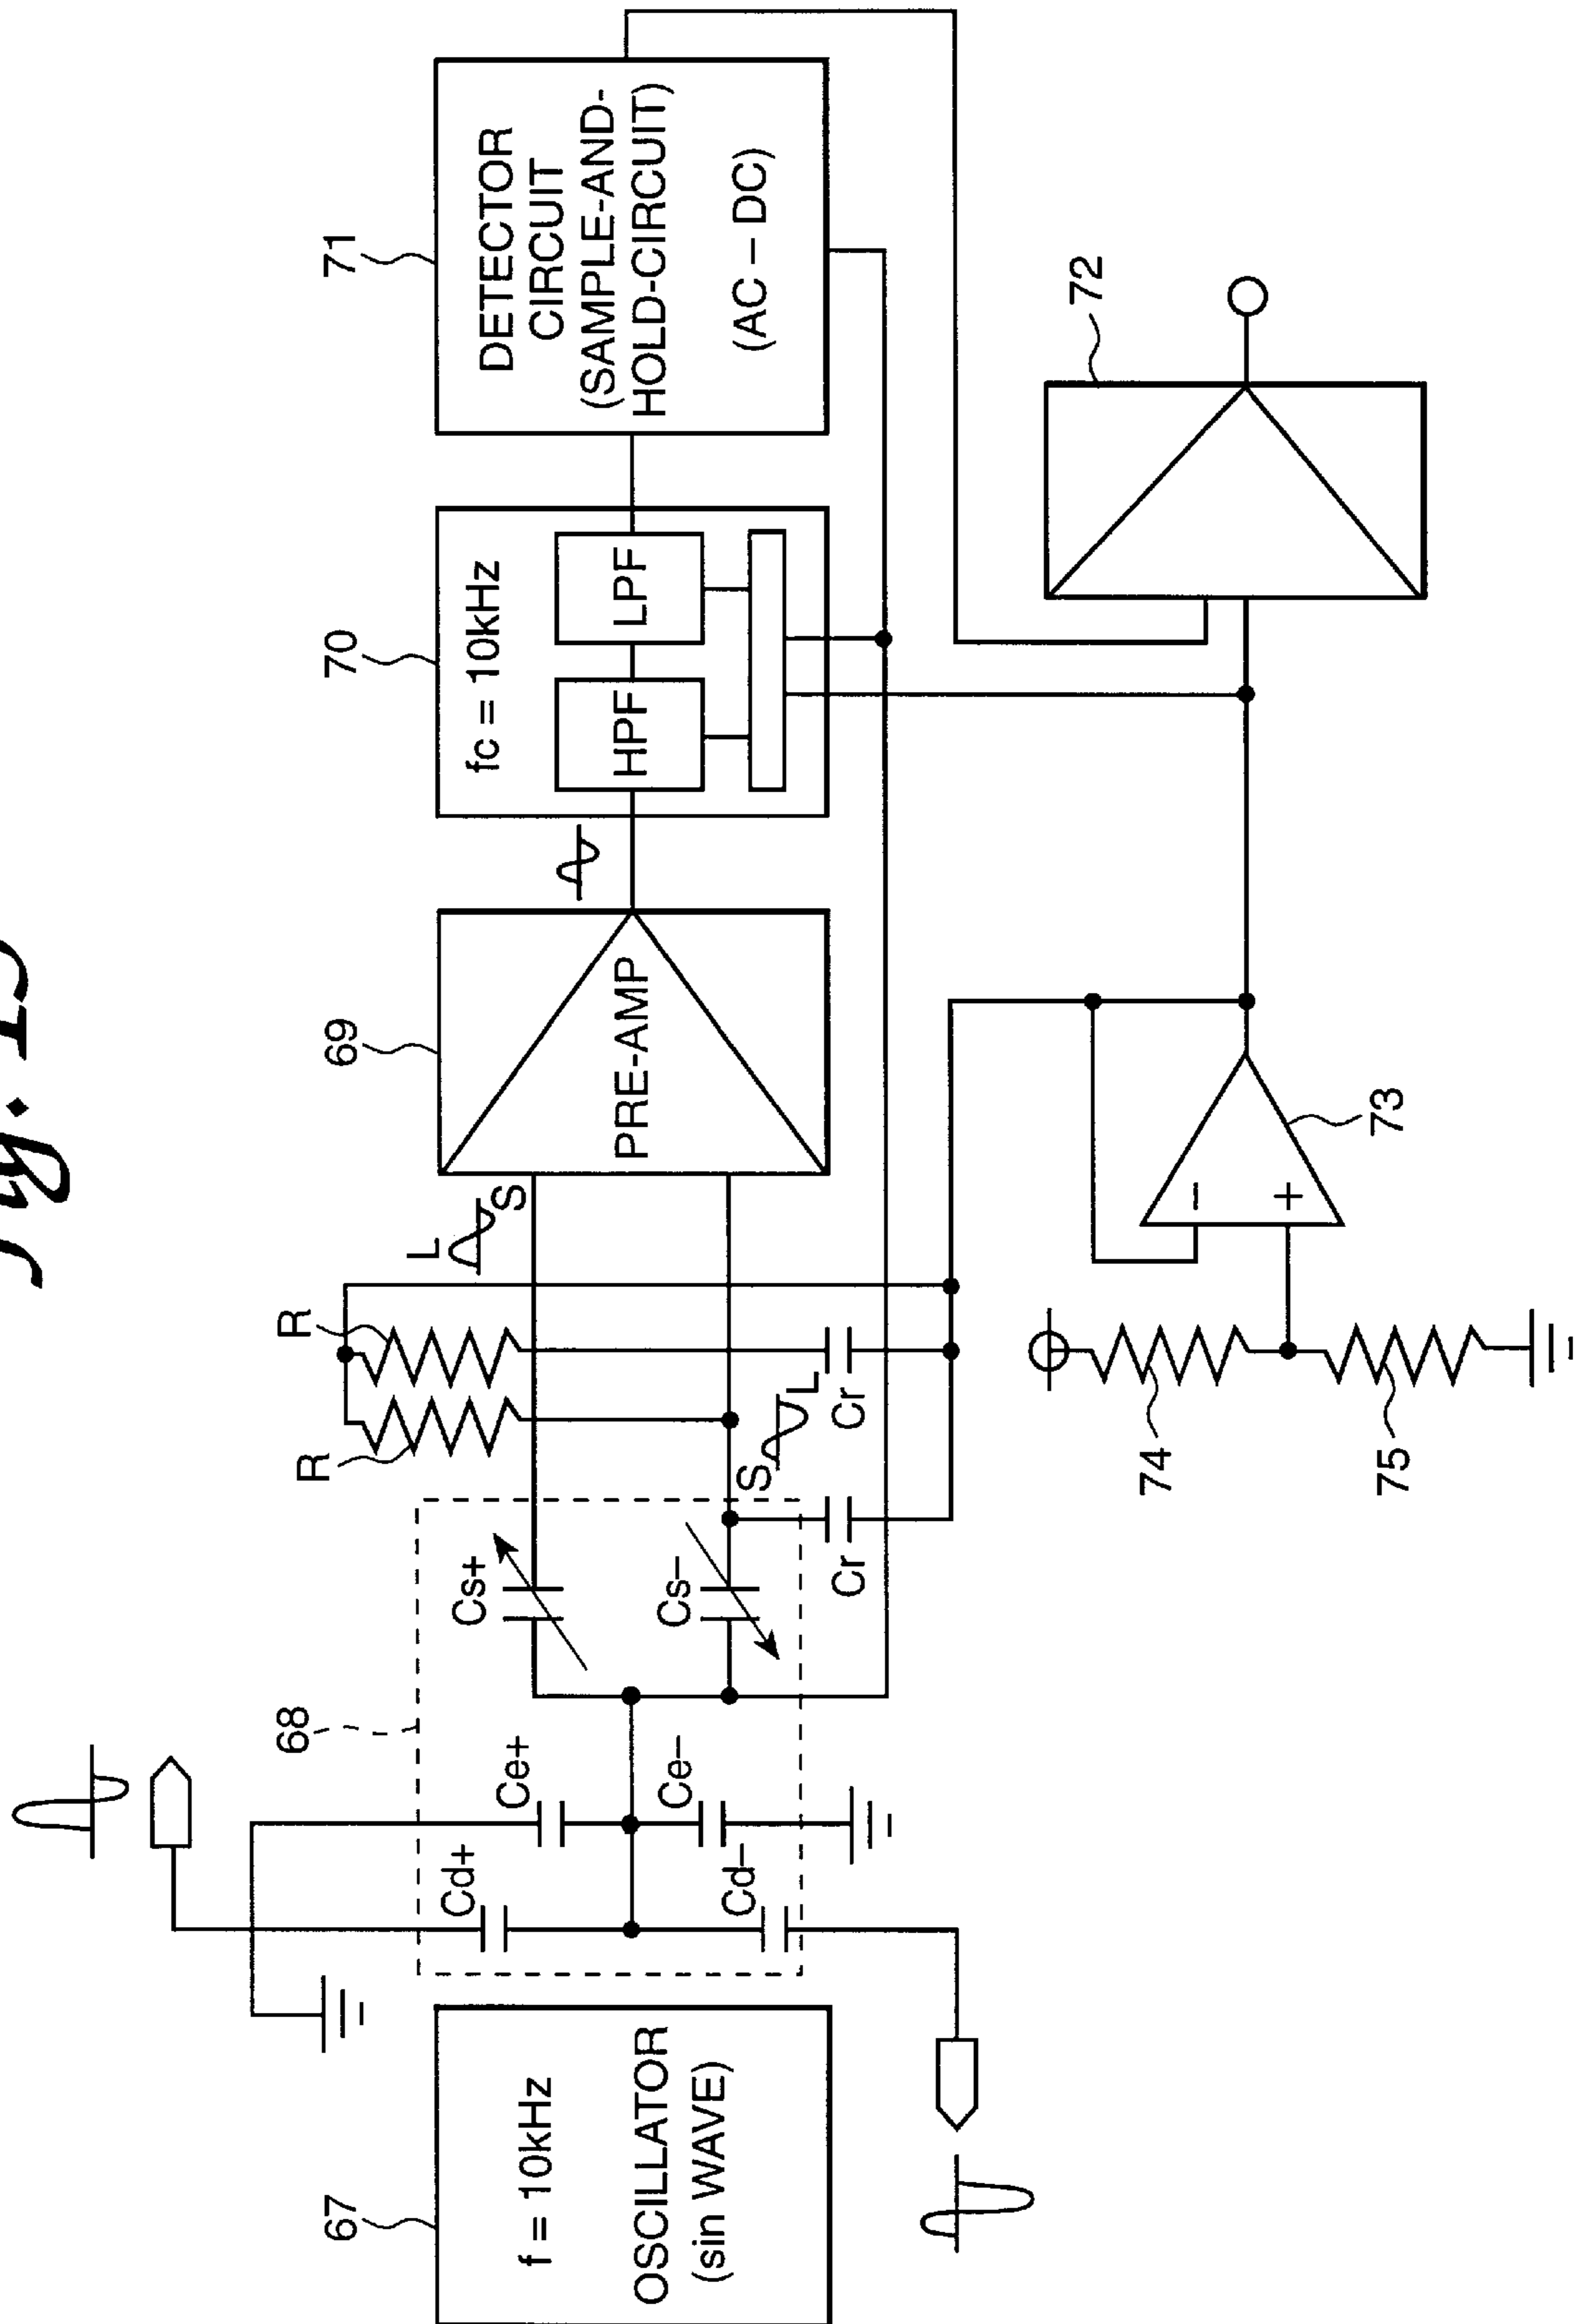 67
f = 10kHz
OSCILLATOR
(sin WAVE)
68
Cd+
Cd−
Ce+
Ce−
Cs+
Cs−
R
R
L
S
S
L
Cr
Cr
69
PRE-AMP
70
fc = 10kHz
HPF
LPF
71
DETECTOR
CIRCUIT
(SAMPLE-AND-
HOLD-CIRCUIT)
(AC – DC)
72
73
−
+
74
75